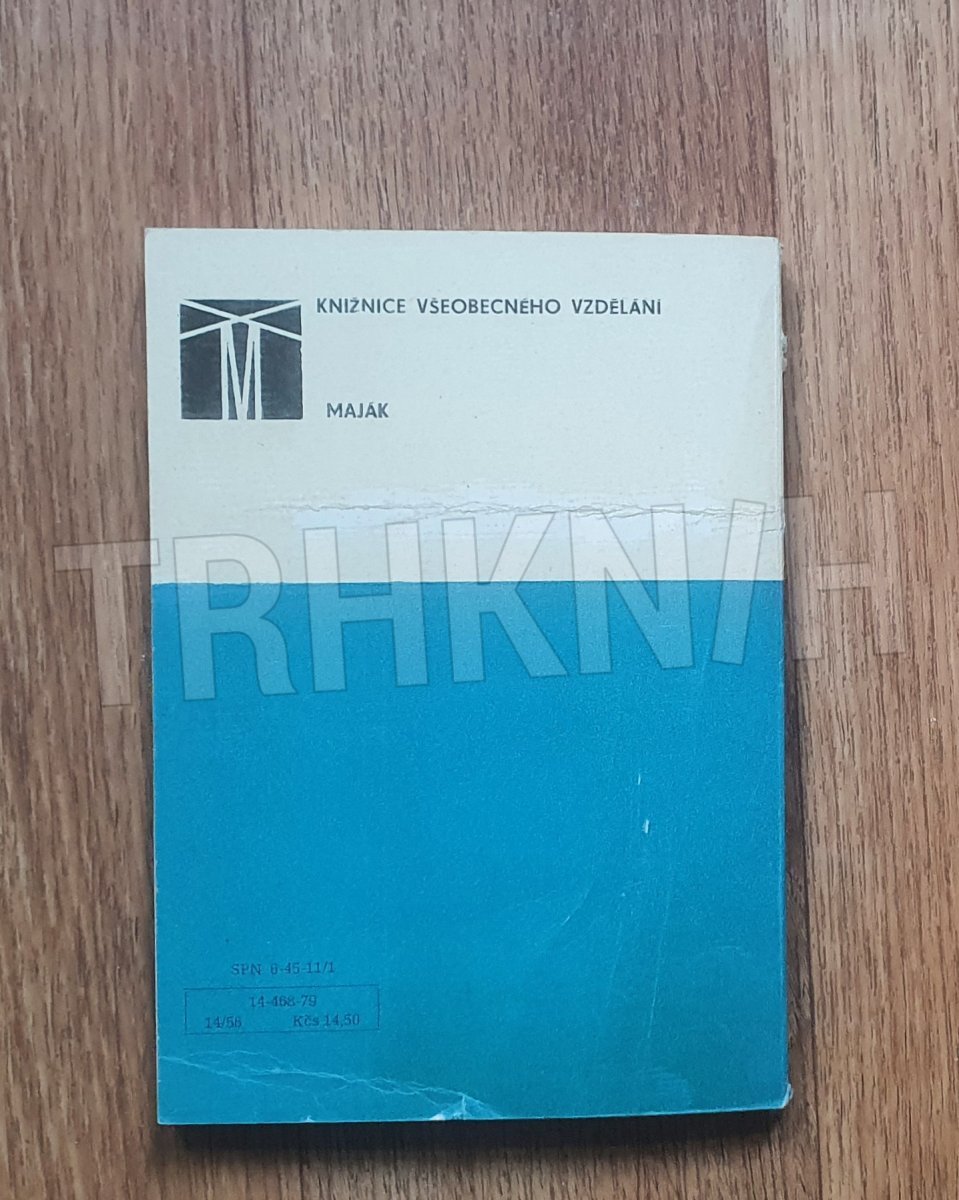 KNIŽNICE VŠEOBECNÉHO VZDĚLÁNÍ
M
MAJÁK
TRHKNIH
SPN 6-45-11/1
14-468-79
14/56 Kčs 14,50